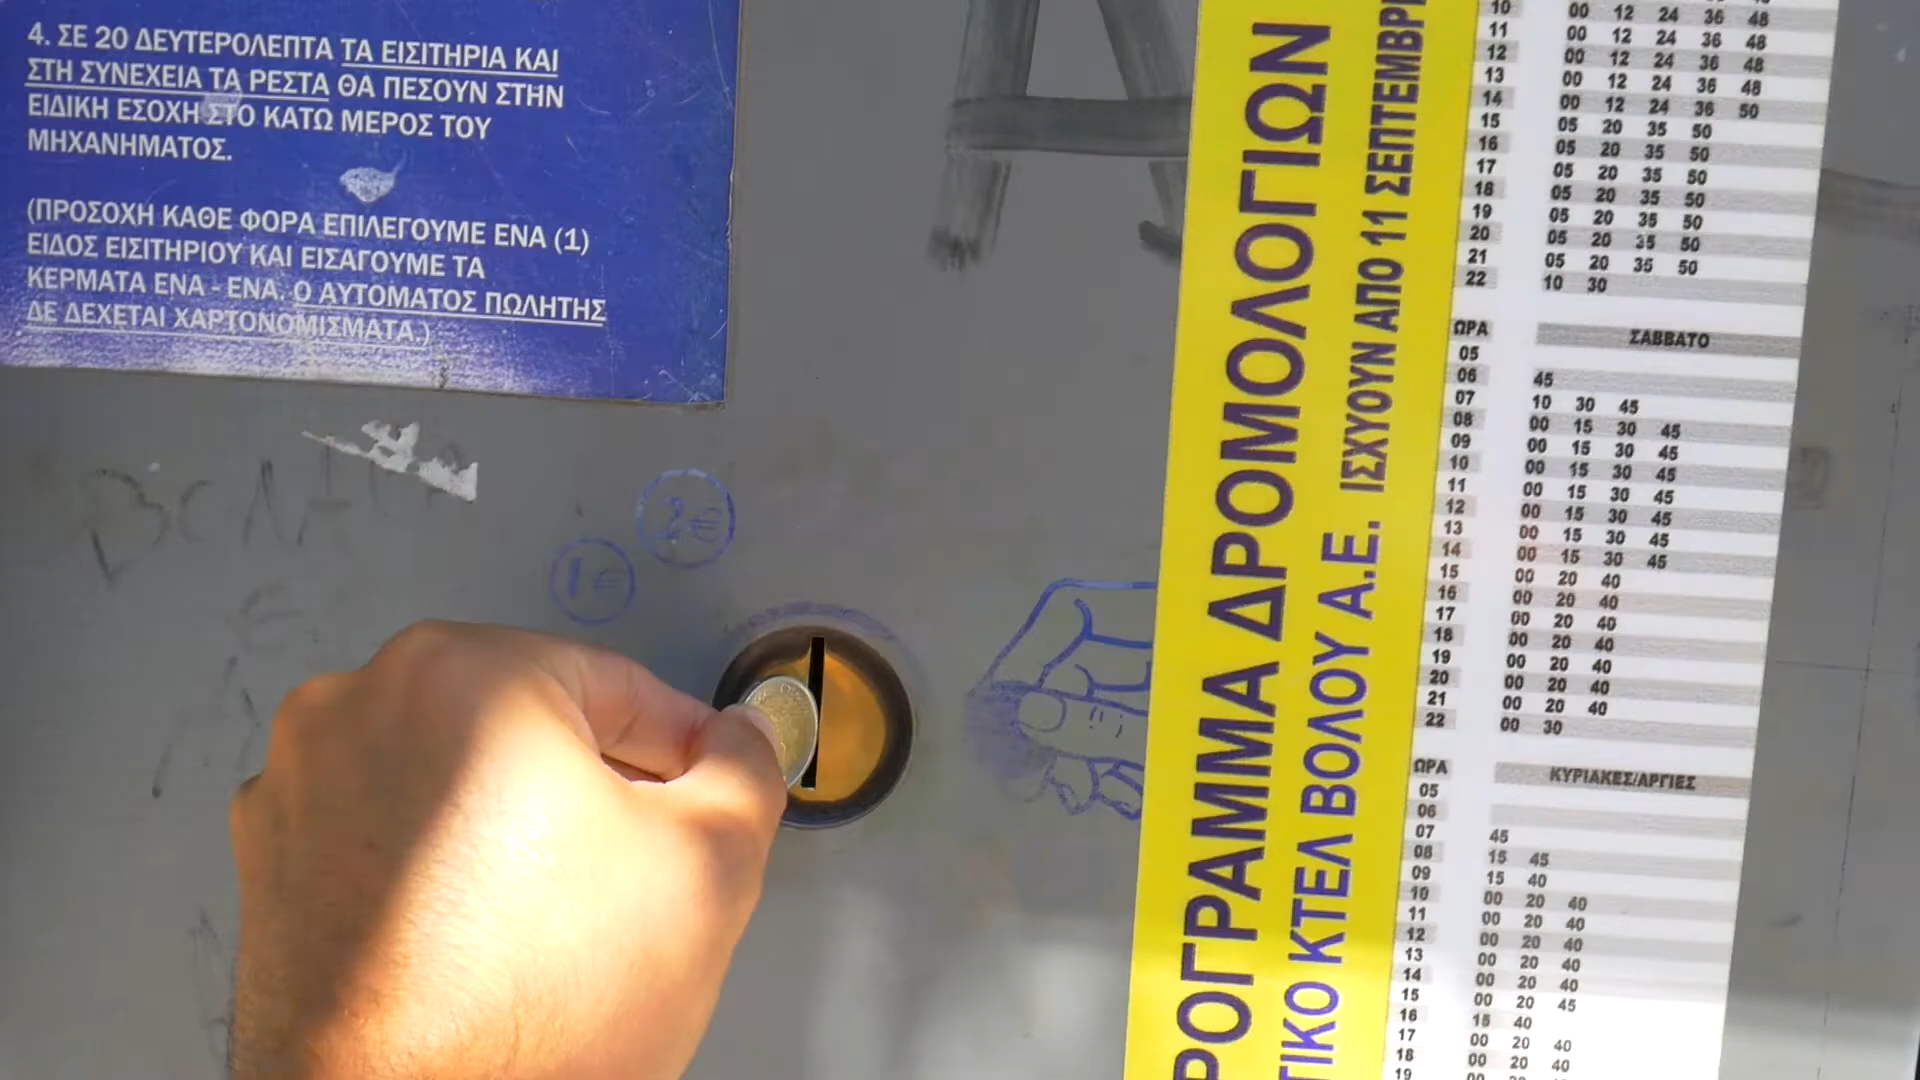 4. ΣΕ 20 ΔΕΥΤΕΡΟΛΕΠΤΑ ΤΑ ΕΙΣΙΤΗΡΙΑ ΚΑΙ
ΣΤΗ ΣΥΝΕΧΕΙΑ ΤΑ ΡΕΣΤΑ ΘΑ ΠΕΣΟΥΝ ΣΤΗΝ
ΕΙΔΙΚΗ ΕΣΟΧΗ ΣΤΟ ΚΑΤΩ ΜΕΡΟΣ ΤΟΥ
ΜΗΧΑΝΗΜΑΤΟΣ.
(ΠΡΟΣΟΧΗ ΚΑΘΕ ΦΟΡΑ ΕΠΙΛΕΓΟΥΜΕ ΕΝΑ (1)
ΕΙΔΟΣ ΕΙΣΙΤΗΡΙΟΥ ΚΑΙ ΕΙΣΑΓΟΥΜΕ ΤΑ
ΚΕΡΜΑΤΑ ΕΝΑ - ΕΝΑ. Ο ΑΥΤΟΜΑΤΟΣ ΠΩΛΗΤΗΣ
ΔΕ ΔΕΧΕΤΑΙ ΧΑΡΤΟΝΟΜΙΣΜΑΤΑ.)
1€
2€
ΡΟΓΡΑΜΜΑ ΔΡΟΜΟΛΟΓΙΩΝ
ΤΙΚΟ ΚΤΕΛ ΒΟΛΟΥ Α.Ε. ΙΣΧΥΟΥΝ ΑΠΟ 11 ΣΕΠΤΕΜΒΡΙ
10 00 12 24 36 48
11 00 12 24 36 48
12 00 12 24 36 48
13 00 12 24 36 48
14 00 12 24 36 50
15 05 20 35 50
16 05 20 35 50
17 05 20 35 50
18 05 20 35 50
19 05 20 35 50
20 05 20 35 50
21 05 20 35 50
22 10 30
ΩΡΑ ΣΑΒΒΑΤΟ
05
06 45
07 10 30 45
08 00 15 30 45
09 00 15 30 45
10 00 15 30 45
11 00 15 30 45
12 00 15 30 45
13 00 15 30 45
14 00 15 30 45
15 00 20 40
16 00 20 40
17 00 20 40
18 00 20 40
19 00 20 40
20 00 20 40
21 00 20 40
22 00 30
ΩΡΑ ΚΥΡΙΑΚΕΣ/ΑΡΓΙΕΣ
05
06
07 45
08 15 45
09 15 40
10 00 20 40
11 00 20 40
12 00 20 40
13 00 20 40
14 00 20 40
15 00 20 45
16 15 40
17 00 20 40
18 00 20 40
19